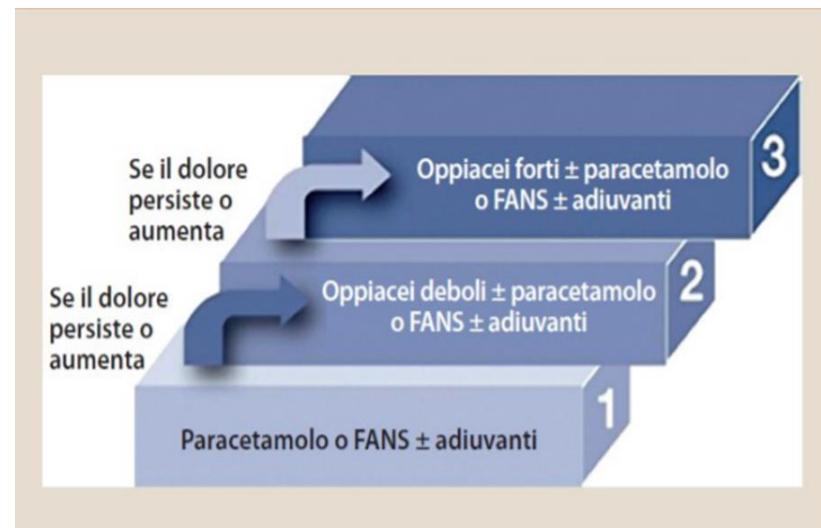 3
Se il dolore
persiste o
aumenta
Oppiacei forti ± paracetamolo
o FANS ± adiuvanti
2
Se il dolore
persiste o
aumenta
Oppiacei deboli ± paracetamolo
o FANS ± adiuvanti
1
Paracetamolo o FANS ± adiuvanti